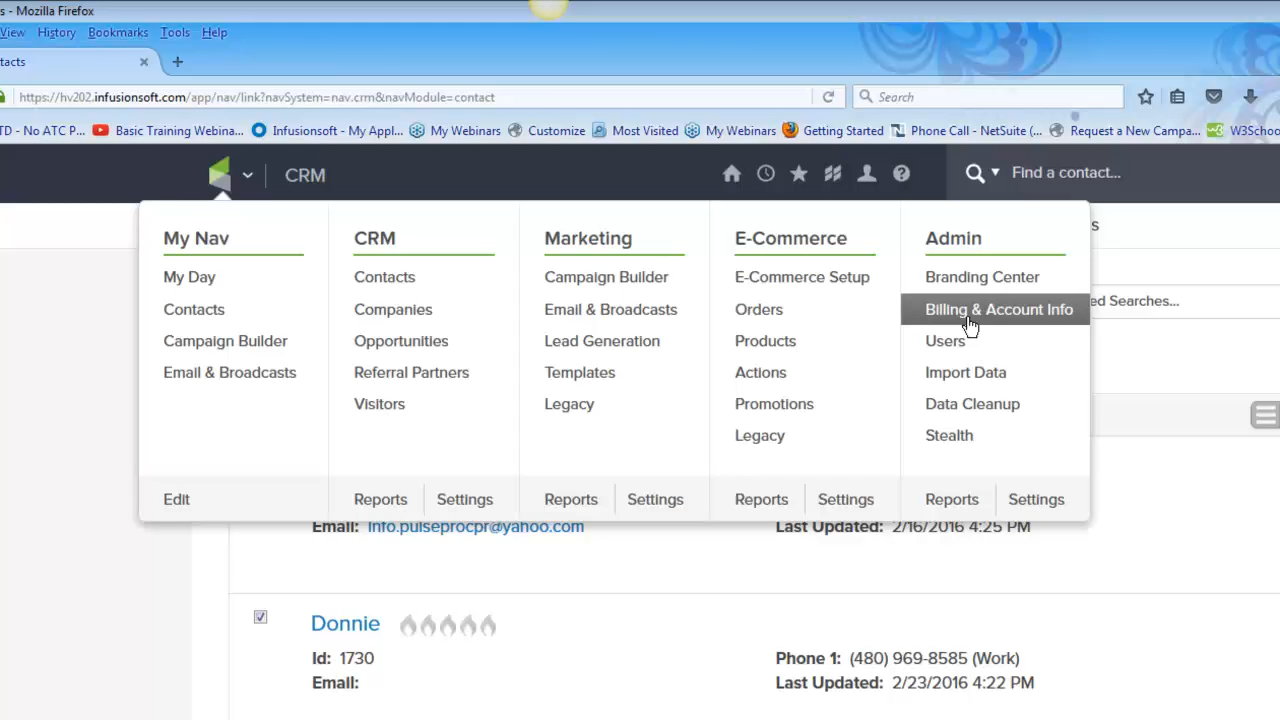 s - Mozilla Firefox
View History Bookmarks Tools Help
tacts × +
https://hv202.infusionsoft.com/app/nav/link?navSystem=nav.crm&navModule=contact Search
TD - No ATC P... Basic Training Webina... Infusionsoft - My Appl... My Webinars Customize Most Visited My Webinars Getting Started Phone Call - NetSuite (... Request a New Campa... W3Schoo
CRM Find a contact...
s
ed Searches...
My Nav
My Day
Contacts
Campaign Builder
Email & Broadcasts
Edit
CRM
Contacts
Companies
Opportunities
Referral Partners
Visitors
Reports Settings
Marketing
Campaign Builder
Email & Broadcasts
Lead Generation
Templates
Legacy
Reports Settings
E-Commerce
E-Commerce Setup
Orders
Products
Actions
Promotions
Legacy
Reports Settings
Admin
Branding Center
Billing & Account Info
Users
Import Data
Data Cleanup
Stealth
Reports Settings
Email: Info.pulseprocpr@yahoo.com Last Updated: 2/16/2016 4:25 PM
Donnie
Id: 1730 Phone 1: (480) 969-8585 (Work)
Email: Last Updated: 2/23/2016 4:22 PM